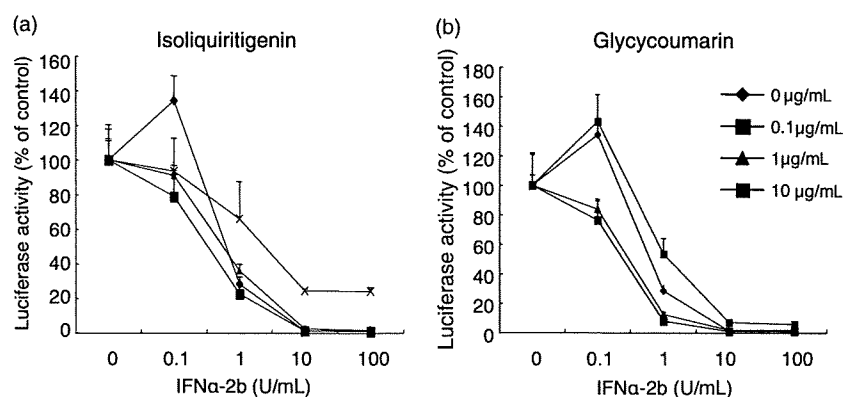 (a)
Isoliquiritigenin
Luciferase activity (% of control)
160
140
120
100
80
60
40
20
0
0 0.1 1 10 100
IFNα-2b (U/mL)
(b)
Glycycoumarin
Luciferase activity (% of control)
180
160
140
120
100
80
60
40
20
0
0 0.1 1 10 100
IFNα-2b (U/mL)
0 µg/mL
0.1µg/mL
1µg/mL
10 µg/mL